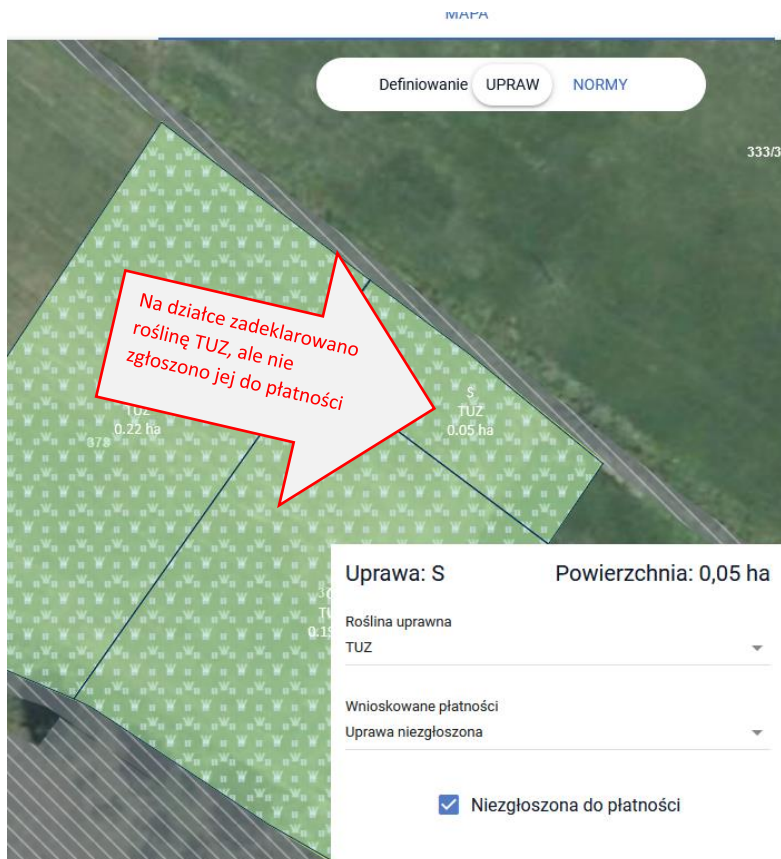 MAPA
Definiowanie UPRAW NORMY
333/3
Na działce zadeklarowano
roślinę TUZ, ale nie
zgłoszono jej do płatności
S
TUZ
0.05 ha
TUZ
0.22 ha
378
Uprawa: S Powierzchnia: 0,05 ha
Roślina uprawna
TUZ
Wnioskowane płatności
Uprawa niezgłoszona
Niezgłoszona do płatności